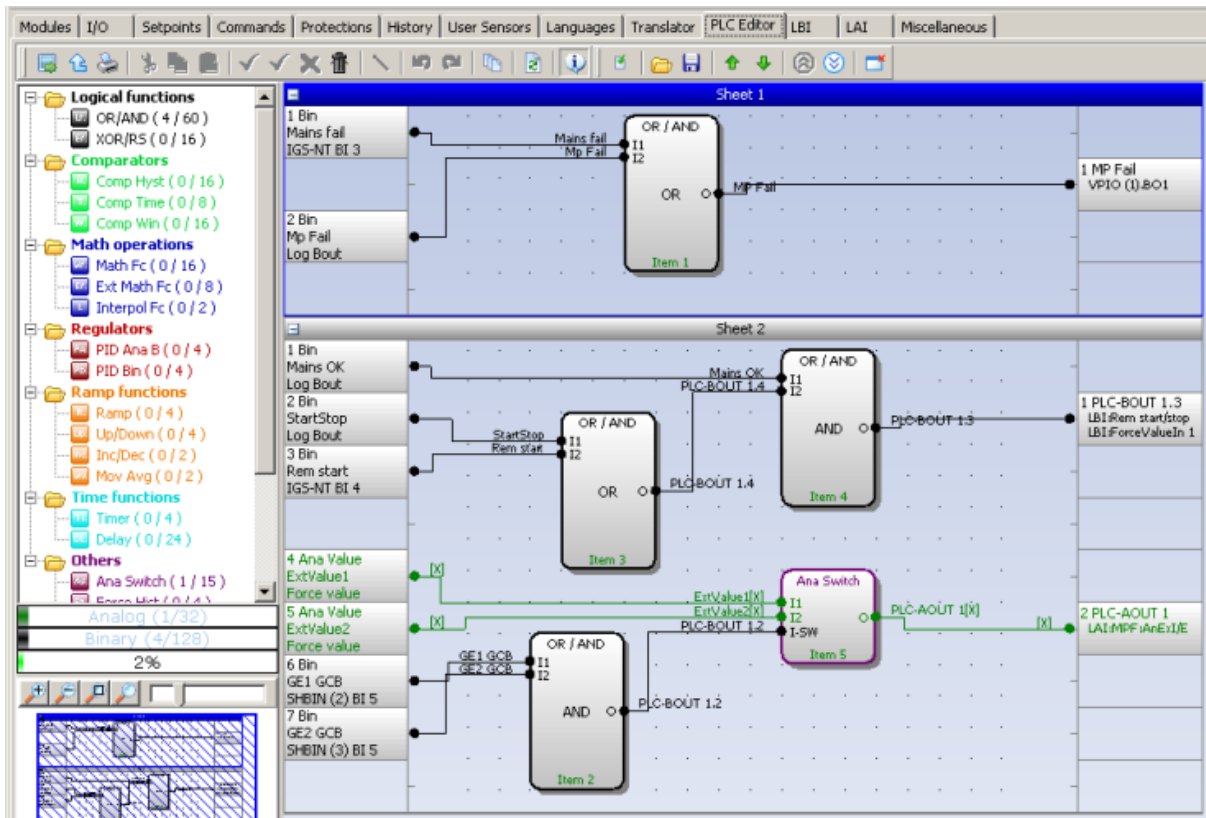 Modules I/O Setpoints Commands Protections History User Sensors Languages Translator PLC Editor LBI LAI Miscellaneous
Logical functions
OR/AND ( 4 / 60 )
XOR/RS ( 0 / 16 )
Comparators
Comp Hyst ( 0 / 16 )
Comp Time ( 0 / 8 )
Comp Win ( 0 / 16 )
Math operations
Math Fc ( 0 / 16 )
Ext Math Fc ( 0 / 8 )
Interpol Fc ( 0 / 2 )
Regulators
PID Ana B ( 0 / 4 )
PID Bin ( 0 / 4 )
Ramp functions
Ramp ( 0 / 4 )
Up/Down ( 0 / 4 )
Inc/Dec ( 0 / 2 )
Mov Avg ( 0 / 2 )
Time functions
Timer ( 0 / 4 )
Delay ( 0 / 24 )
Others
Ana Switch ( 1 / 15 )
Analog (1/32)
Binary (4/128)
2%
Sheet 1
1 Bin
Mains fail
IGS-NT BI 3
2 Bin
Mp Fail
Log Bout
Mains fail
Mp Fail
OR / AND
I1
I2
OR O
Item 1
MP Fail
1 MP Fail
VPIO (1).BO1
Sheet 2
1 Bin
Mains OK
Log Bout
2 Bin
StartStop
Log Bout
3 Bin
Rem start
IGS-NT BI 4
4 Ana Value
ExtValue1
Force value
5 Ana Value
ExtValue2
Force value
6 Bin
GE1 GCB
SHBIN (2) BI 5
7 Bin
GE2 GCB
SHBIN (3) BI 5
StartStop
Rem start
OR / AND
I1
I2
OR O
Item 3
PLC-BOUT 1.4
Mains OK
PLC-BOUT 1.4
OR / AND
I1
I2
AND O
Item 4
PLC-BOUT 1.3
1 PLC-BOUT 1.3
LBI:Rem start/stop
LBI:ForceValueIn 1
[X]
[X]
GE1 GCB
GE2 GCB
OR / AND
I1
I2
AND O
Item 2
PLC-BOUT 1.2
ExtValue1[X]
ExtValue2[X]
PLC-BOUT 1.2
Ana Switch
I1
I2 O
I-SW
Item 5
PLC-AOUT 1[X]
[X]
2 PLC-AOUT 1
LAI:MPF:AnExI/E